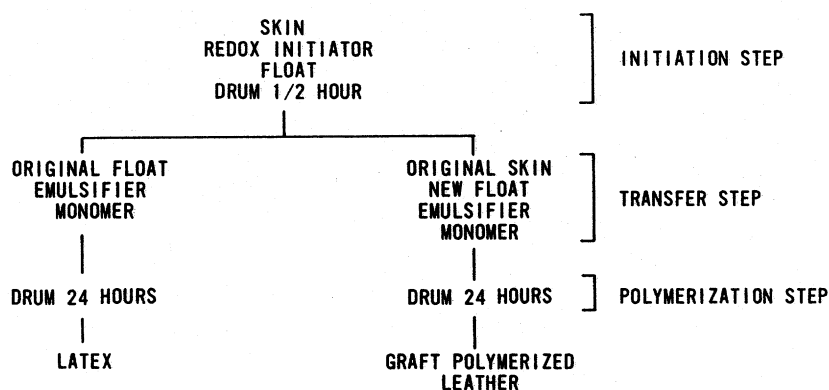 SKIN
REDOX INITIATOR
FLOAT
DRUM 1/2 HOUR
INITIATION STEP
ORIGINAL FLOAT
EMULSIFIER
MONOMER
ORIGINAL SKIN
NEW FLOAT
EMULSIFIER
MONOMER
TRANSFER STEP
DRUM 24 HOURS
DRUM 24 HOURS
POLYMERIZATION STEP
LATEX
GRAFT POLYMERIZED
LEATHER